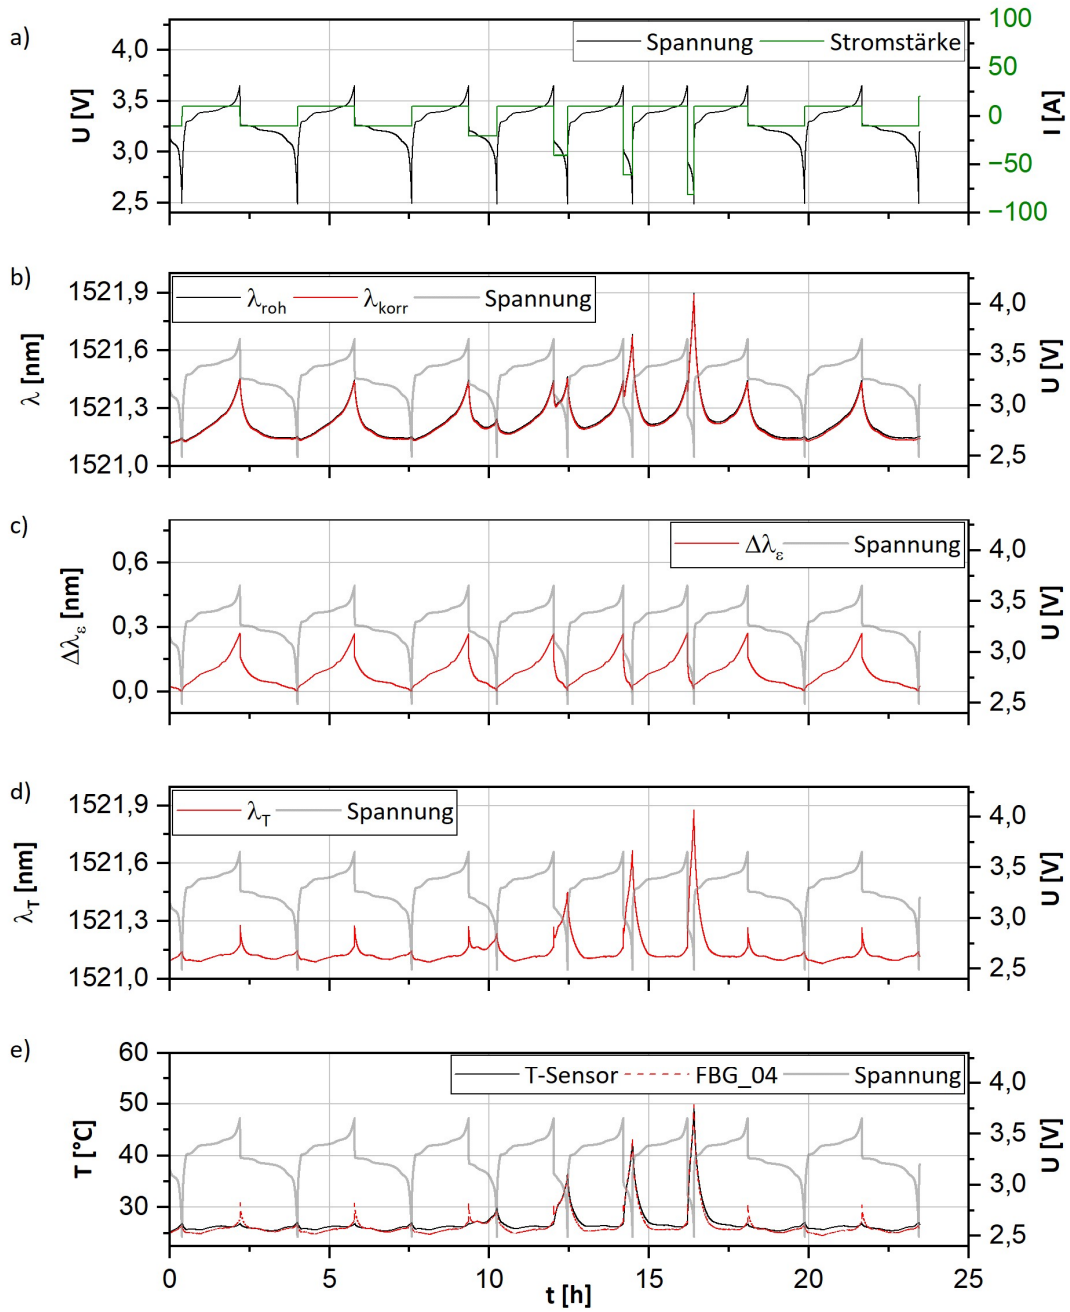 a)
Spannung Stromstärke
4,0
3,5
3,0
2,5
U [V]
100
50
0
−50
−100
I [A]
b)
λroh λkorr Spannung
1521,9
1521,6
1521,3
1521,0
λ [nm]
4,0
3,5
3,0
2,5
U [V]
c)
Δλε Spannung
0,6
0,3
0,0
Δλε [nm]
4,0
3,5
3,0
2,5
U [V]
d)
λT Spannung
1521,9
1521,6
1521,3
1521,0
λT [nm]
4,0
3,5
3,0
2,5
U [V]
e)
T-Sensor FBG_04 Spannung
60
50
40
30
T [°C]
4,0
3,5
3,0
2,5
U [V]
0 5 10 15 20 25
t [h]